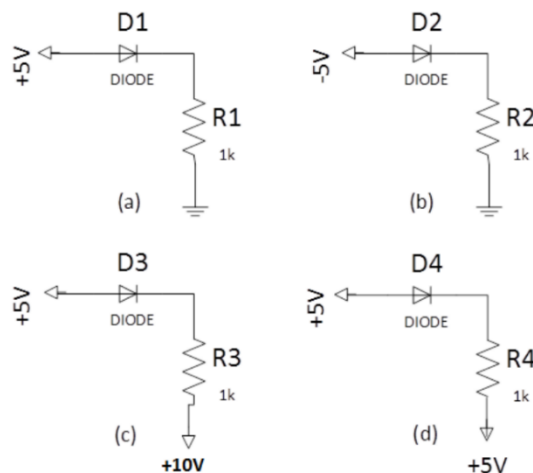 D1
+5V
DIODE
R1
1k
(a)
D2
-5V
DIODE
R2
1k
(b)
D3
+5V
DIODE
R3
1k
(c)
+10V
D4
+5V
DIODE
R4
1k
(d)
+5V